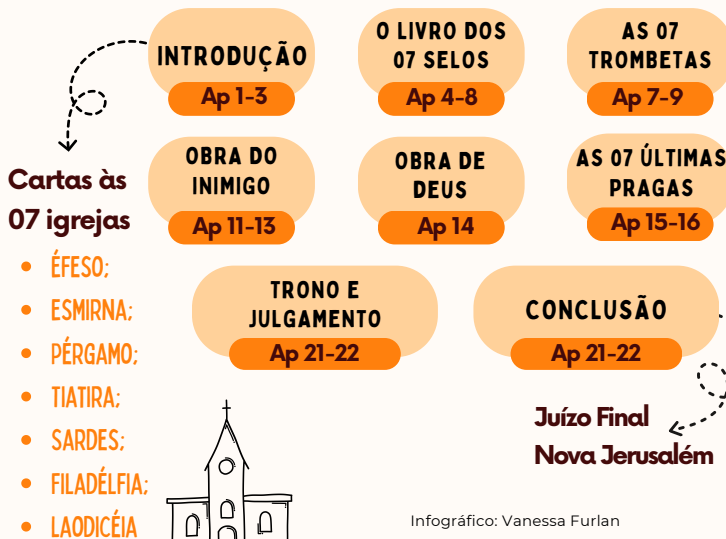 INTRODUÇÃO
Ap 1-3
O LIVRO DOS
07 SELOS
Ap 4-8
AS 07
TROMBETAS
Ap 7-9
Cartas às
07 igrejas
ÉFESO;
ESMIRNA;
PÉRGAMO;
TIATIRA;
SARDES;
FILADÉLFIA;
LAODICÉIA
OBRA DO
INIMIGO
Ap 11-13
OBRA DE
DEUS
Ap 14
AS 07 ÚLTIMAS
PRAGAS
Ap 15-16
TRONO E
JULGAMENTO
Ap 21-22
CONCLUSÃO
Ap 21-22
Juízo Final
Nova Jerusalém
Infográfico: Vanessa Furlan